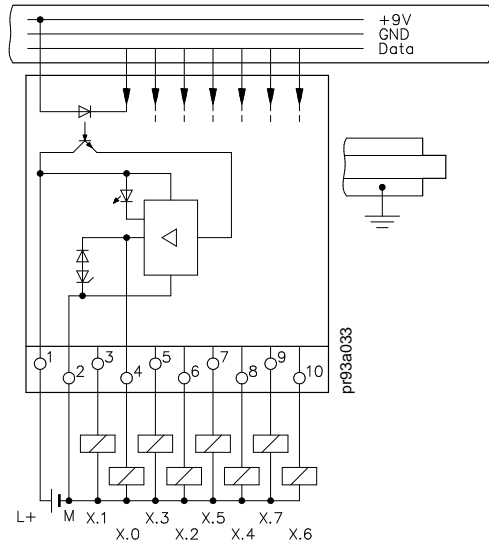 +9V
GND
Data
1 3 5 7 9
2 4 6 8 10
pr93a033
L+ M X.1 X.3 X.5 X.7
X.0 X.2 X.4 X.6